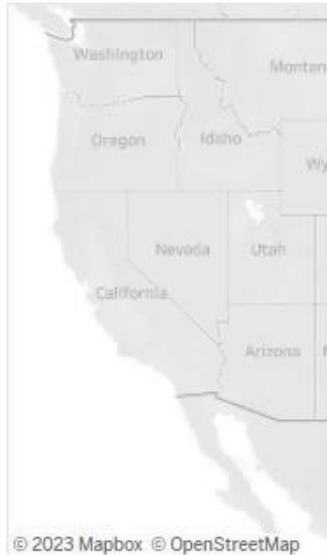 Washington
Montan
Oregon
Idaho
Wy
Nevada
Utah
California
Arizona
© 2023 Mapbox © OpenStreetMap